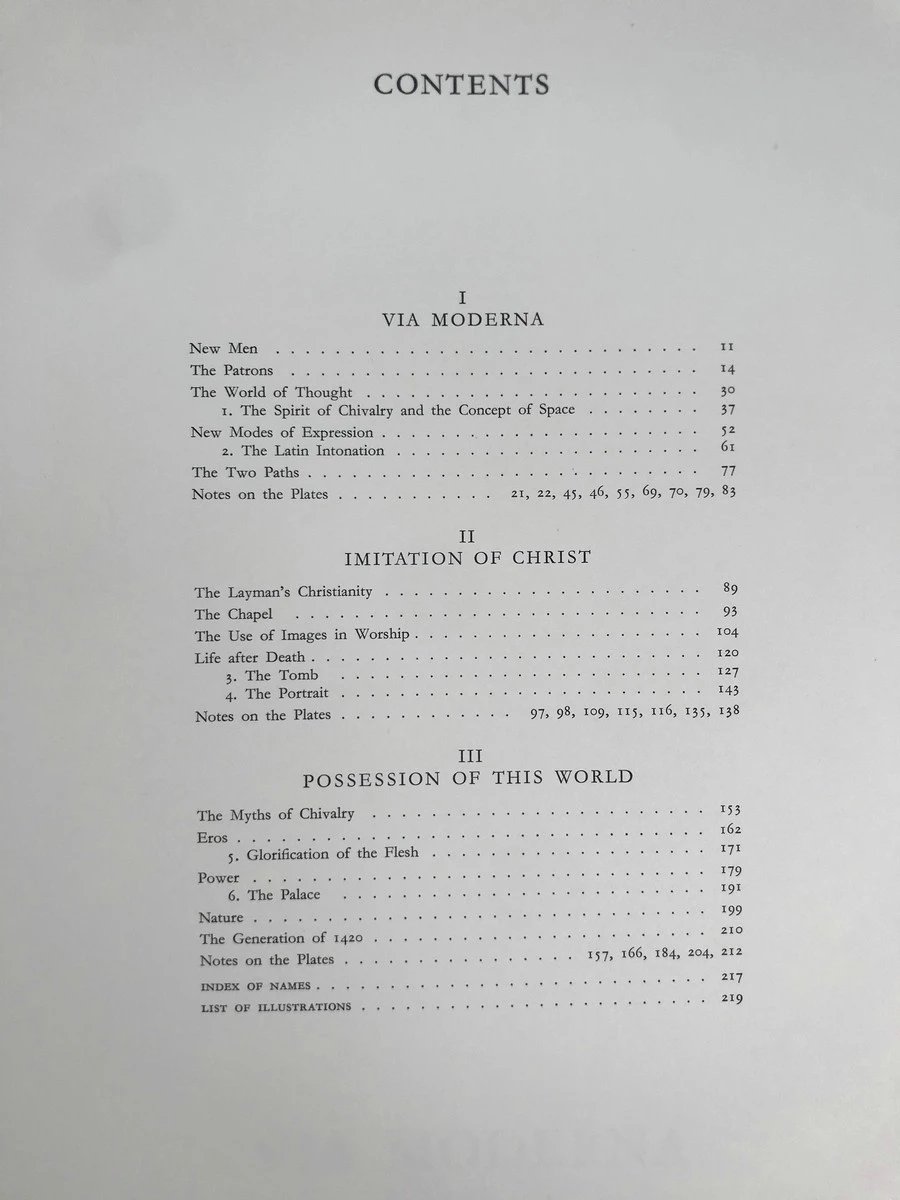 CONTENTS
I
VIA MODERNA
New Men . . . . . . . . . . . . . . . . . . . . . . . . . . . . 11
The Patrons . . . . . . . . . . . . . . . . . . . . . . . . . . . 14
The World of Thought . . . . . . . . . . . . . . . . . . . . . . 30
1. The Spirit of Chivalry and the Concept of Space . . . . . . . . 37
New Modes of Expression . . . . . . . . . . . . . . . . . . . . . 52
2. The Latin Intonation . . . . . . . . . . . . . . . . . . . . 61
The Two Paths . . . . . . . . . . . . . . . . . . . . . . . . . . 77
Notes on the Plates . . . . . . . . . . . 21, 22, 45, 46, 55, 69, 70, 79, 83
II
IMITATION OF CHRIST
The Layman's Christianity . . . . . . . . . . . . . . . . . . . . . 89
The Chapel . . . . . . . . . . . . . . . . . . . . . . . . . . . 93
The Use of Images in Worship . . . . . . . . . . . . . . . . . . . 104
Life after Death . . . . . . . . . . . . . . . . . . . . . . . . . . 120
3. The Tomb . . . . . . . . . . . . . . . . . . . . . . . . 127
4. The Portrait . . . . . . . . . . . . . . . . . . . . . . . . 143
Notes on the Plates . . . . . . . . . . . . 97, 98, 109, 115, 116, 135, 138
III
POSSESSION OF THIS WORLD
The Myths of Chivalry . . . . . . . . . . . . . . . . . . . . . . 153
Eros . . . . . . . . . . . . . . . . . . . . . . . . . . . . . . 162
5. Glorification of the Flesh . . . . . . . . . . . . . . . . . . 171
Power . . . . . . . . . . . . . . . . . . . . . . . . . . . . . 179
6. The Palace . . . . . . . . . . . . . . . . . . . . . . . . 191
Nature . . . . . . . . . . . . . . . . . . . . . . . . . . . . . 199
The Generation of 1420 . . . . . . . . . . . . . . . . . . . . . . 210
Notes on the Plates . . . . . . . . . . . . . . . 157, 166, 184, 204, 212
INDEX OF NAMES . . . . . . . . . . . . . . . . . . . . . . . . . 217
LIST OF ILLUSTRATIONS . . . . . . . . . . . . . . . . . . . . . . 219